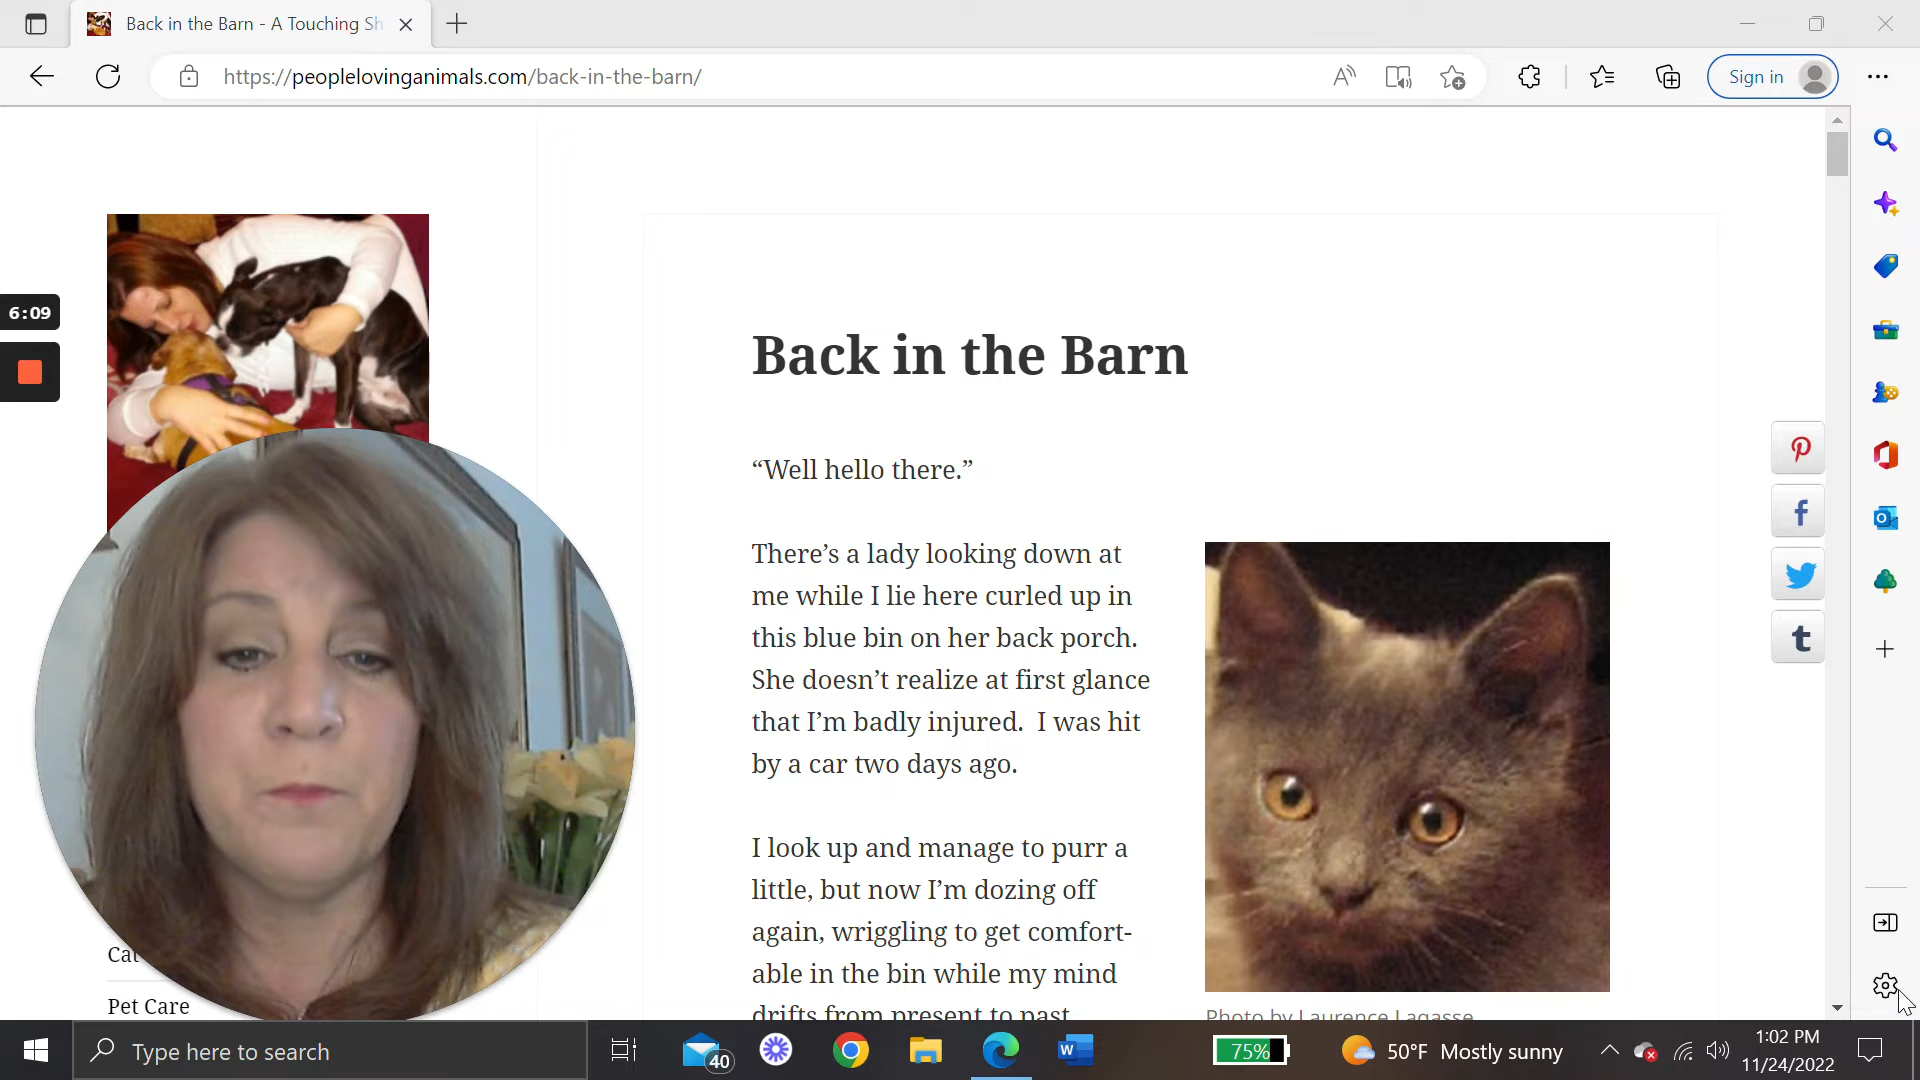 Back in the Barn - A Touching Sh
https://peoplelovinganimals.com/back-in-the-barn/
Sign in
6:09
Back in the Barn
“Well hello there.”
There’s a lady looking down at
me while I lie here curled up in
this blue bin on her back porch.
She doesn’t realize at first glance
that I’m badly injured.  I was hit
by a car two days ago.
I look up and manage to purr a
little, but now I’m dozing off
again, wriggling to get comfort-
able in the bin while my mind
drifts from present to past
Photo by Laurence Lagasse
Cat
Pet Care
Type here to search
40
75%
50°F Mostly sunny
1:02 PM
11/24/2022